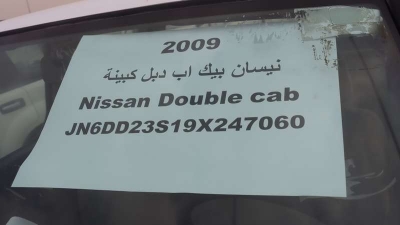 2009
نيسان بيك اب دبل كبينة
Nissan Double cab
JN6DD23S19X247060